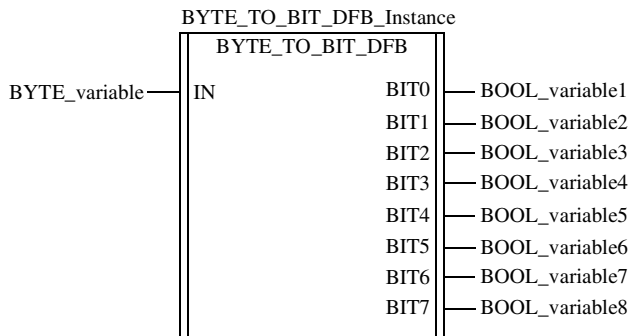 BYTE_TO_BIT_DFB_Instance
BYTE_TO_BIT_DFB
BYTE_variable IN BIT0 BOOL_variable1
BIT1 BOOL_variable2
BIT2 BOOL_variable3
BIT3 BOOL_variable4
BIT4 BOOL_variable5
BIT5 BOOL_variable6
BIT6 BOOL_variable7
BIT7 BOOL_variable8